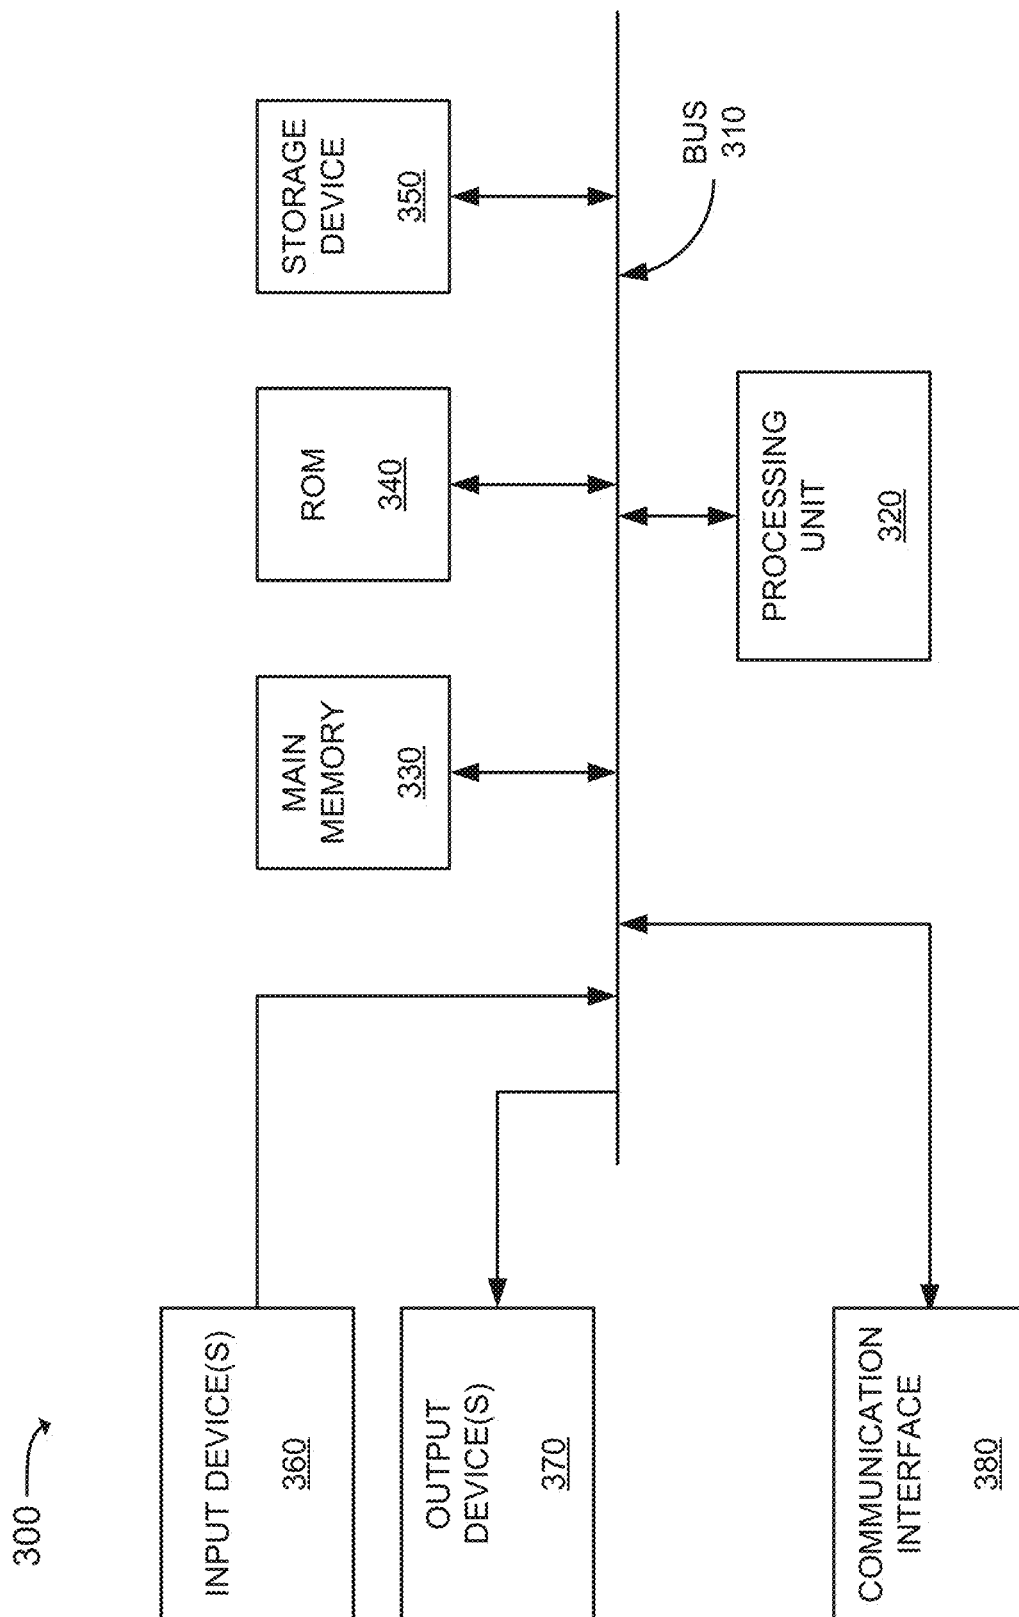 300
INPUT DEVICE(S)
360
OUTPUT
DEVICE(S)
370
COMMUNICATION
INTERFACE
380
MAIN
MEMORY
330
ROM
340
STORAGE
DEVICE
350
PROCESSING
UNIT
320
BUS
310